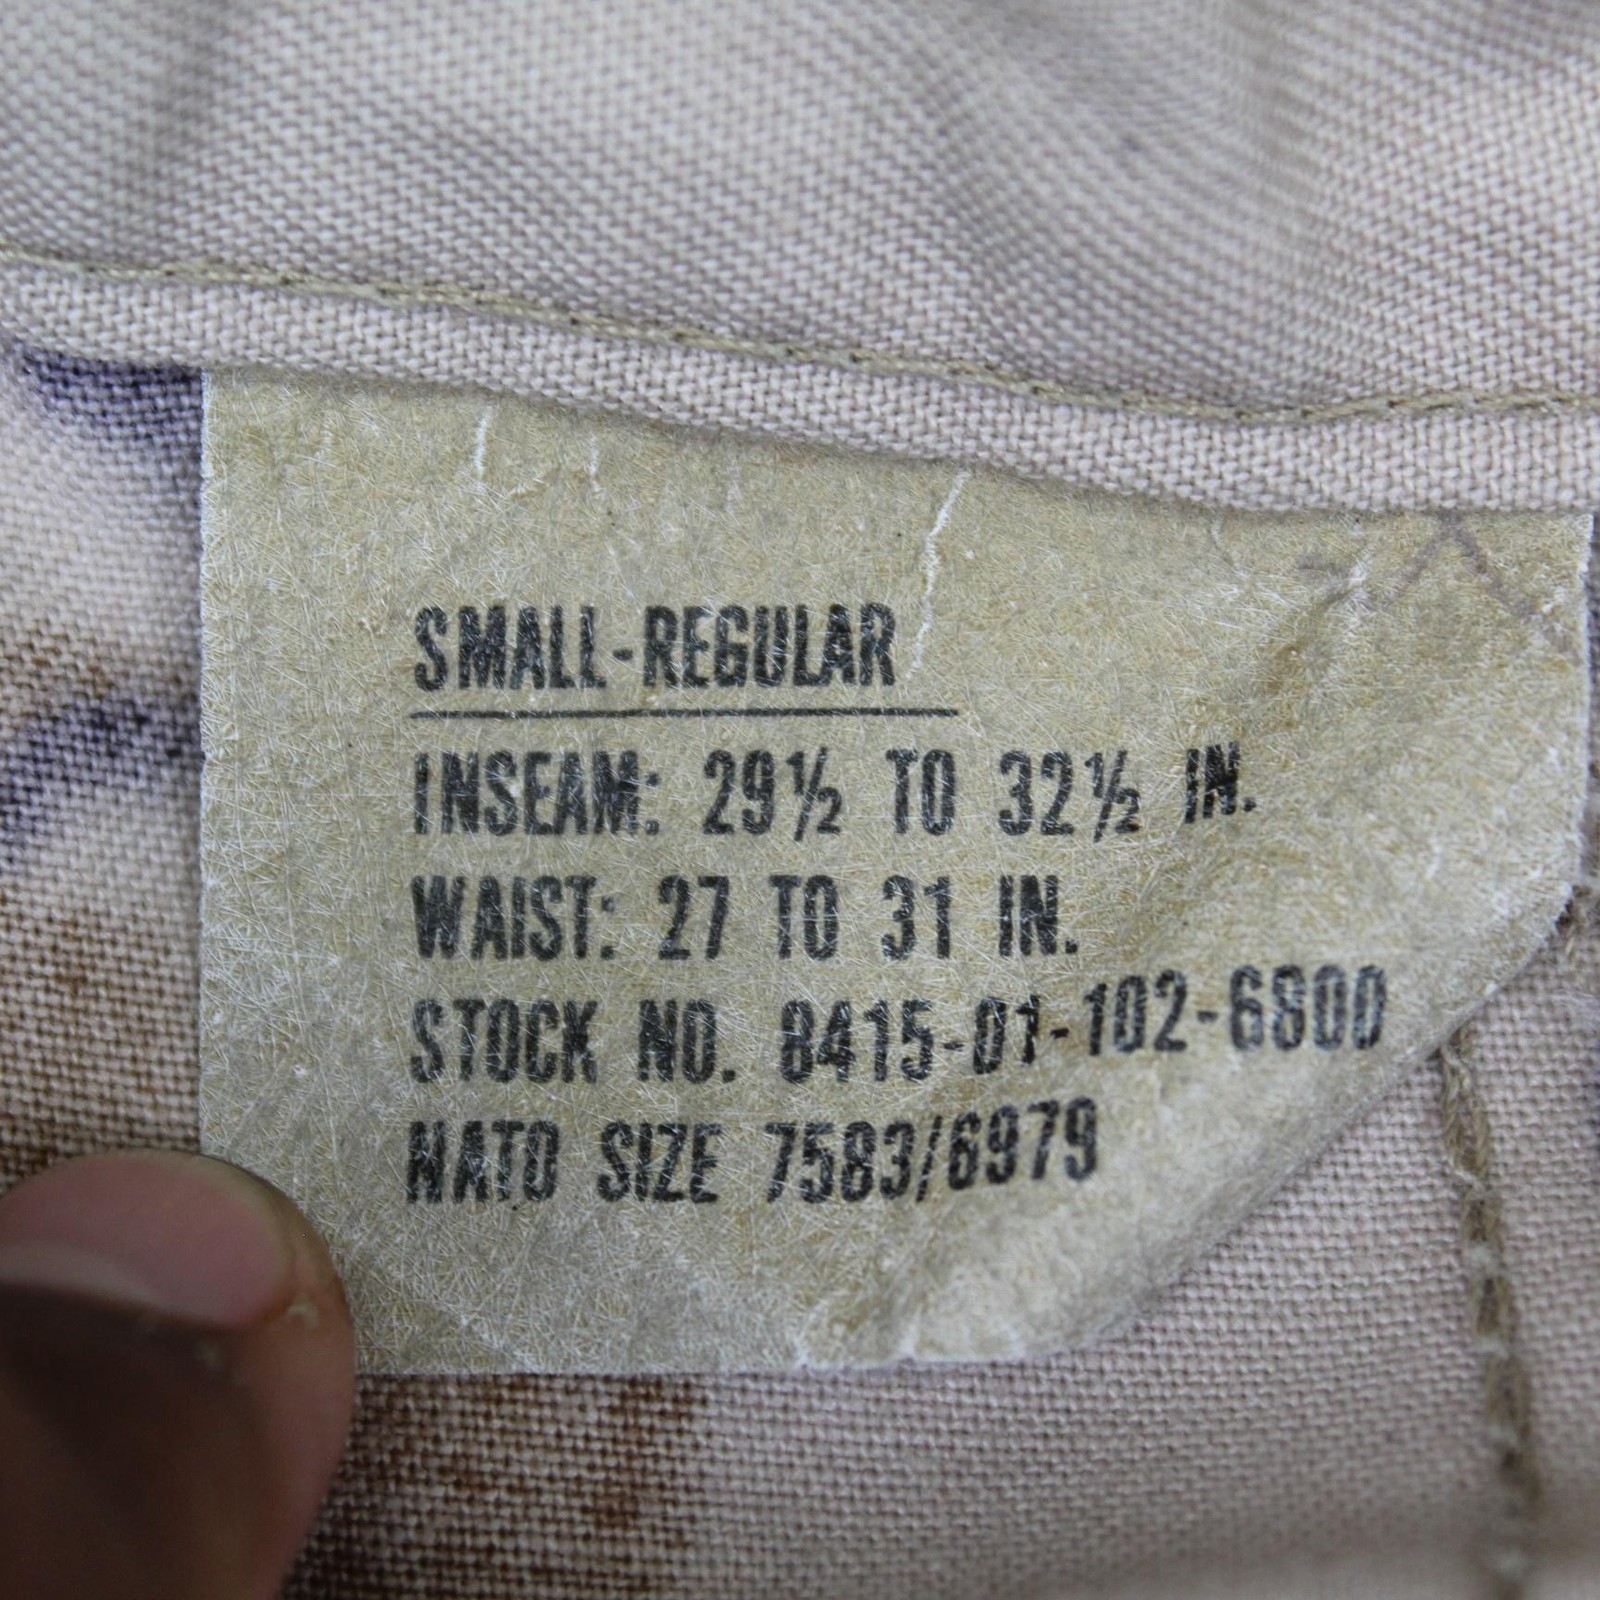 SMALL-REGULAR
INSEAM: 29½ TO 32½ IN.
WAIST: 27 TO 31 IN.
STOCK NO. 8415-01-102-6800
NATO SIZE 7583/6979